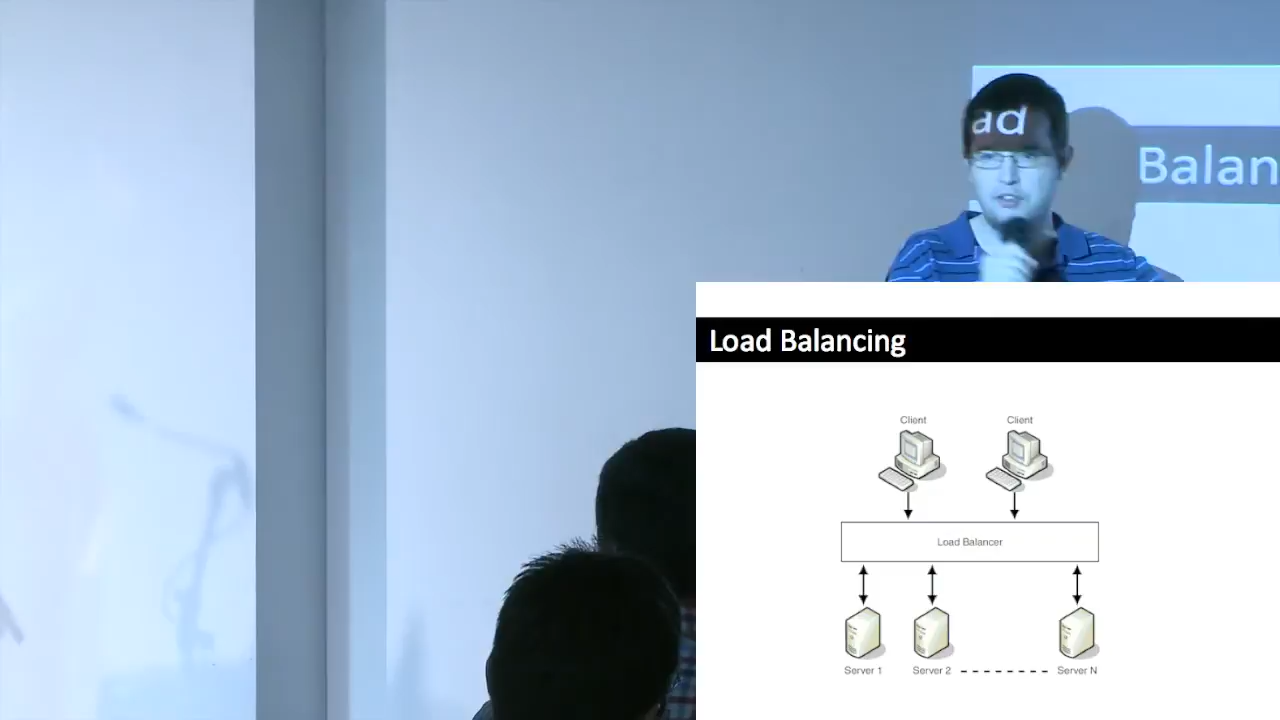 ad
Balan
Load Balancing
Client Client
Load Balancer
Server 1 Server 2 Server N